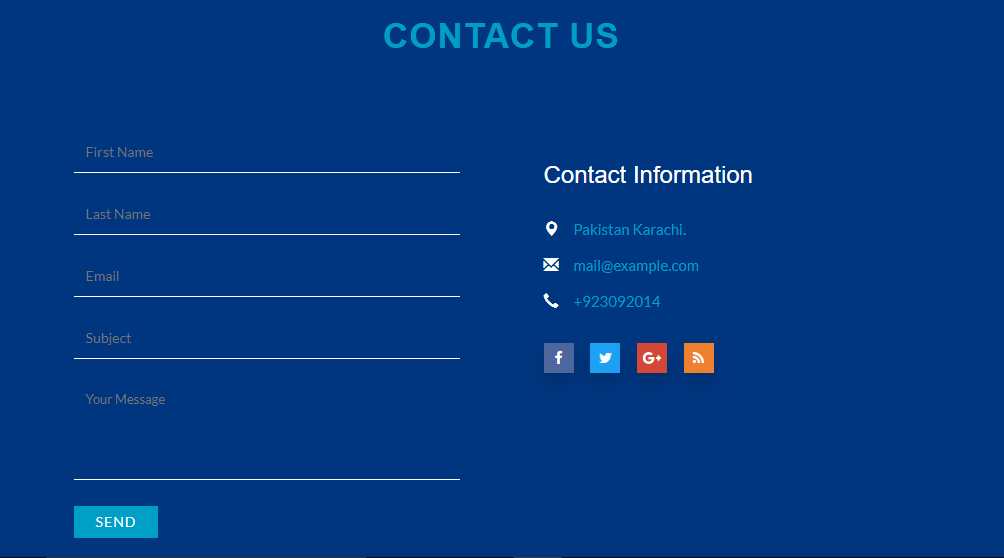 CONTACT US
First Name
Last Name
Email
Subject
Your Message
SEND
Contact Information
Pakistan Karachi.
mail@example.com
+923092014